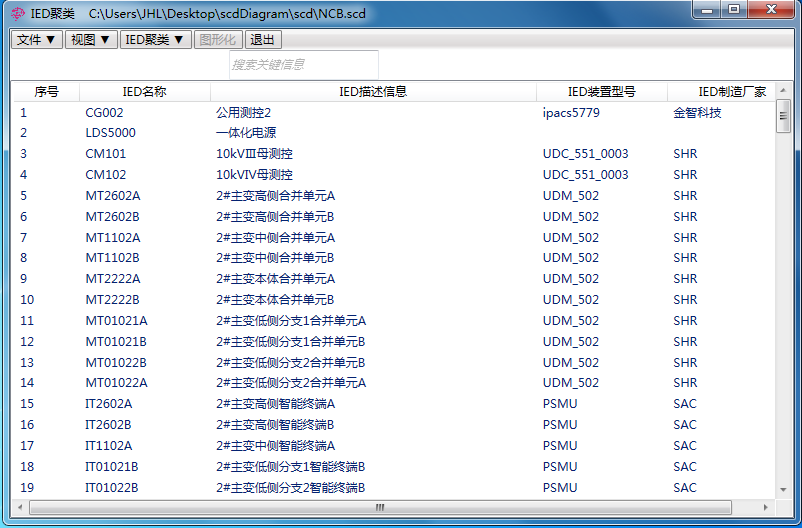 IED聚类 C:\Users\JHL\Desktop\scdDiagram\scd\NCB.scd
文件 ▼ 视图 ▼ IED聚类 ▼ 图形化 退出
搜索关键信息
序号 IED名称 IED描述信息 IED装置型号 IED制造厂家
1 CG002 公用测控2 ipacs5779 金智科技
2 LDS5000 一体化电源
3 CM101 10kVⅢ母测控 UDC_551_0003 SHR
4 CM102 10kVⅣ母测控 UDC_551_0003 SHR
5 MT2602A 2#主变高侧合并单元A UDM_502 SHR
6 MT2602B 2#主变高侧合并单元B UDM_502 SHR
7 MT1102A 2#主变中侧合并单元A UDM_502 SHR
8 MT1102B 2#主变中侧合并单元B UDM_502 SHR
9 MT2222A 2#主变本体合并单元A UDM_502 SHR
10 MT2222B 2#主变本体合并单元B UDM_502 SHR
11 MT01021A 2#主变低侧分支1合并单元A UDM_502 SHR
12 MT01021B 2#主变低侧分支1合并单元B UDM_502 SHR
13 MT01022B 2#主变低侧分支2合并单元B UDM_502 SHR
14 MT01022A 2#主变低侧分支2合并单元A UDM_502 SHR
15 IT2602A 2#主变高侧智能终端A PSMU SAC
16 IT2602B 2#主变高侧智能终端B PSMU SAC
17 IT1102A 2#主变中侧智能终端A PSMU SAC
18 IT01021B 2#主变低侧分支1智能终端B PSMU SAC
19 IT01022B 2#主变低侧分支2智能终端B PSMU SAC